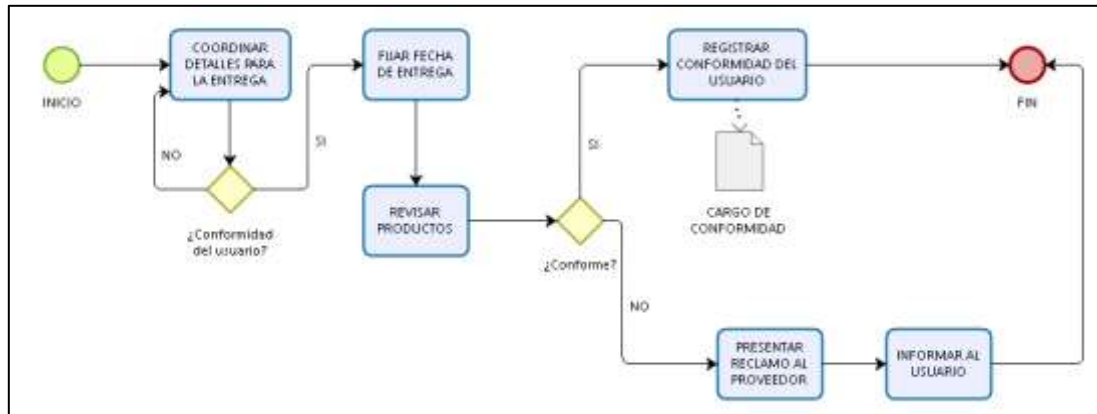 INICIO
COORDINAR
DETALLES PARA
LA ENTREGA
NO
¿Conformidad
del usuario?
SI
FIJAR FECHA
DE ENTREGA
REVISAR
PRODUCTOS
¿Conforme?
SI
REGISTRAR
CONFORMIDAD DEL
USUARIO
CARGO DE
CONFORMIDAD
NO
PRESENTAR
RECLAMO AL
PROVEEDOR
INFORMAR AL
USUARIO
FIN